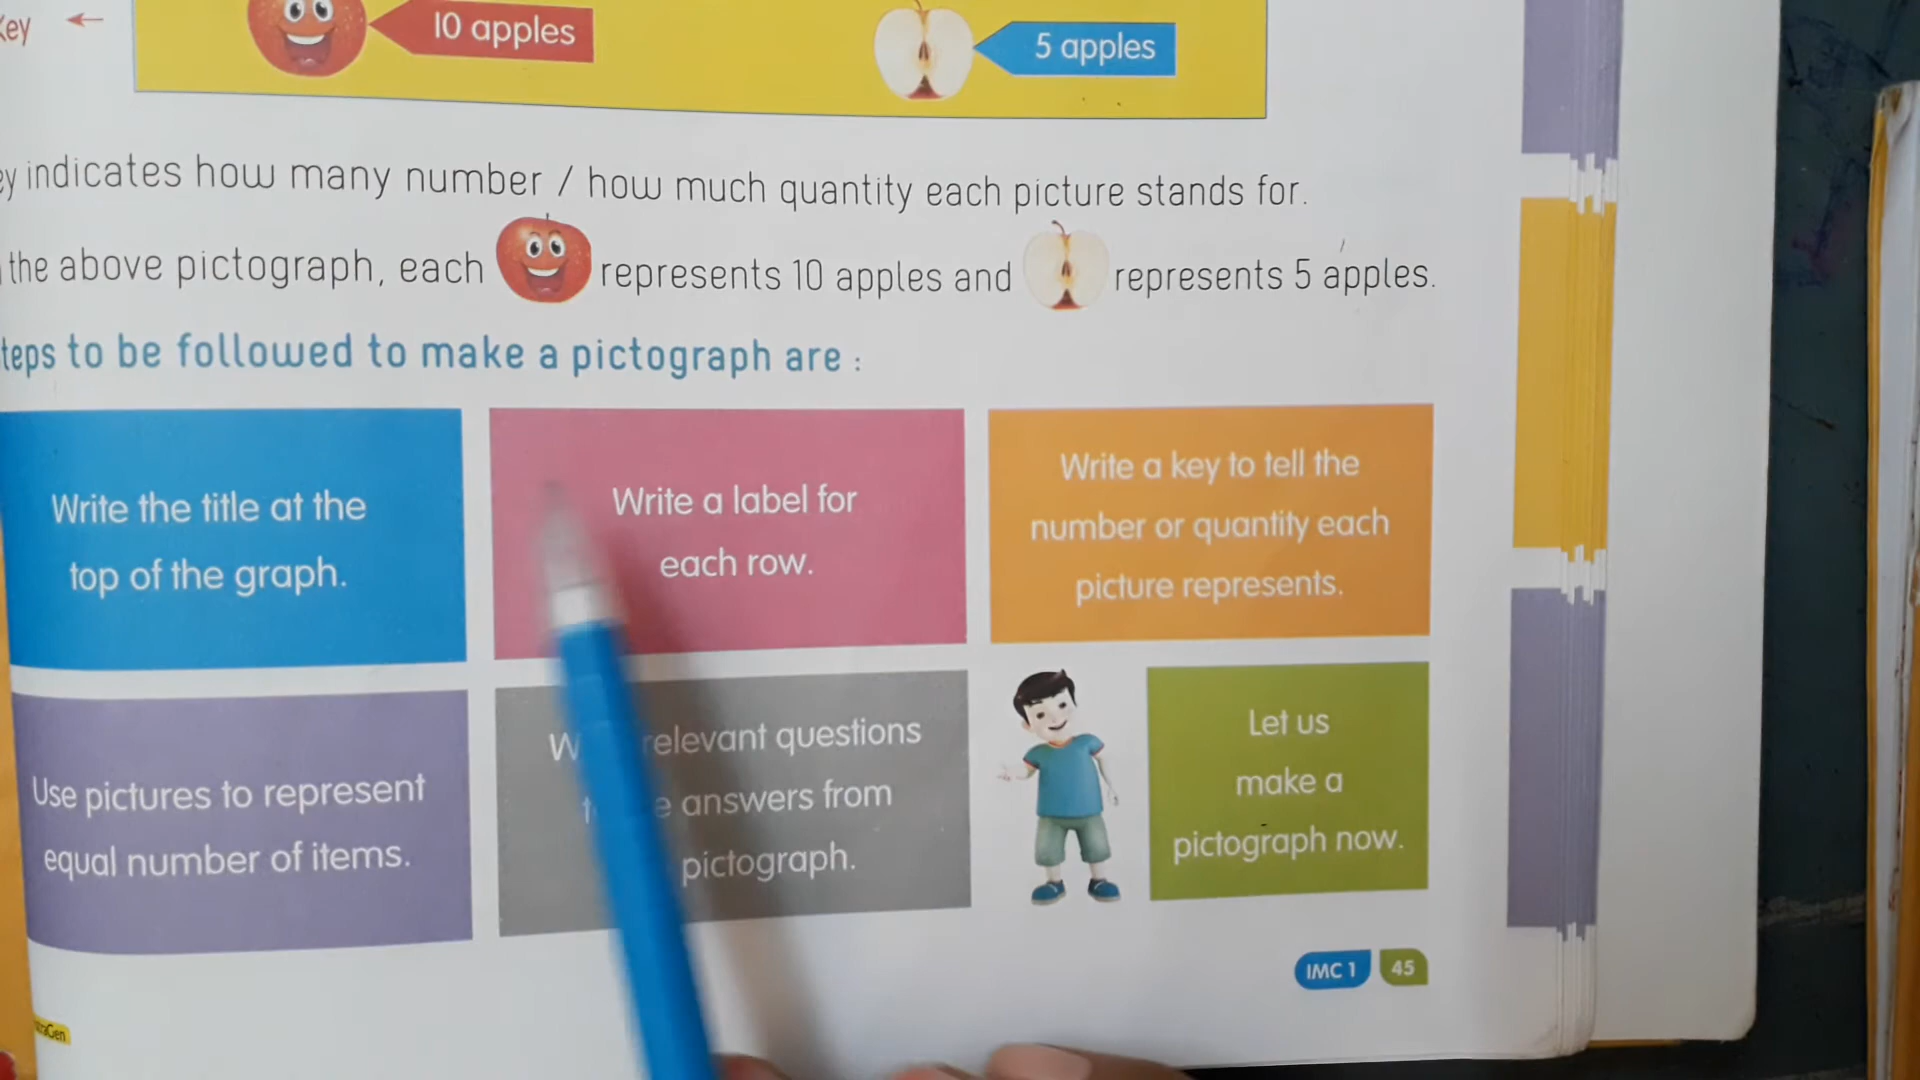 10 apples
5 apples
indicates how many number / how much quantity each picture stands for.
the above pictograph, each represents 10 apples and represents 5 apples.
teps to be followed to make a pictograph are :
Write the title at the
top of the graph.
Write a label for
each row.
Write a key to tell the
number or quantity each
picture represents.
Use pictures to represent
equal number of items.
relevant questions
answers from
pictograph.
Let us
make a
pictograph now.
IMC 1
45